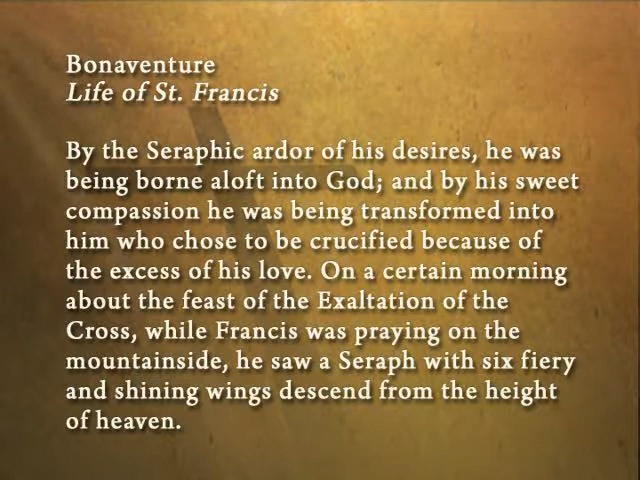 Bonaventure
Life of St. Francis
By the Seraphic ardor of his desires, he was
being borne aloft into God; and by his sweet
compassion he was being transformed into
him who chose to be crucified because of
the excess of his love. On a certain morning
about the feast of the Exaltation of the
Cross, while Francis was praying on the
mountainside, he saw a Seraph with six fiery
and shining wings descend from the height
of heaven.